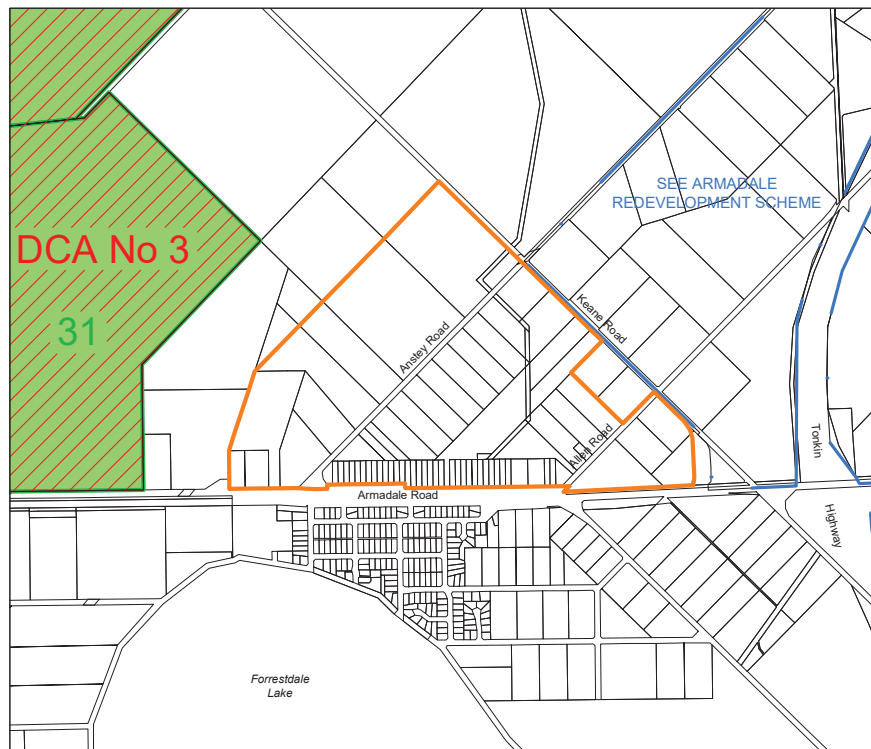 SEE ARMADALE
REDEVELOPMENT SCHEME
DCA No 3
31
Keane Road
Anstey Road
Allen Road
Tonkin
Highway
Armadale Road
Forrestdale
Lake